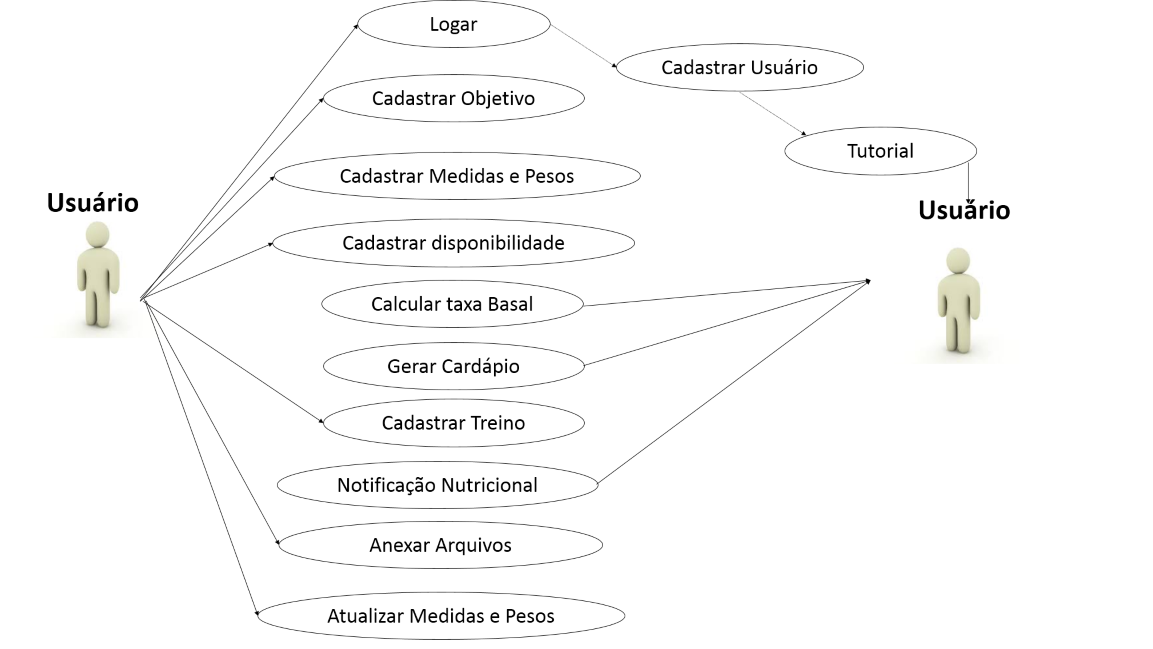 Logar
Cadastrar Usuário
Cadastrar Objetivo
Tutorial
Cadastrar Medidas e Pesos
Usuário
Usuário
Cadastrar disponibilidade
Calcular taxa Basal
Gerar Cardápio
Cadastrar Treino
Notificação Nutricional
Anexar Arquivos
Atualizar Medidas e Pesos